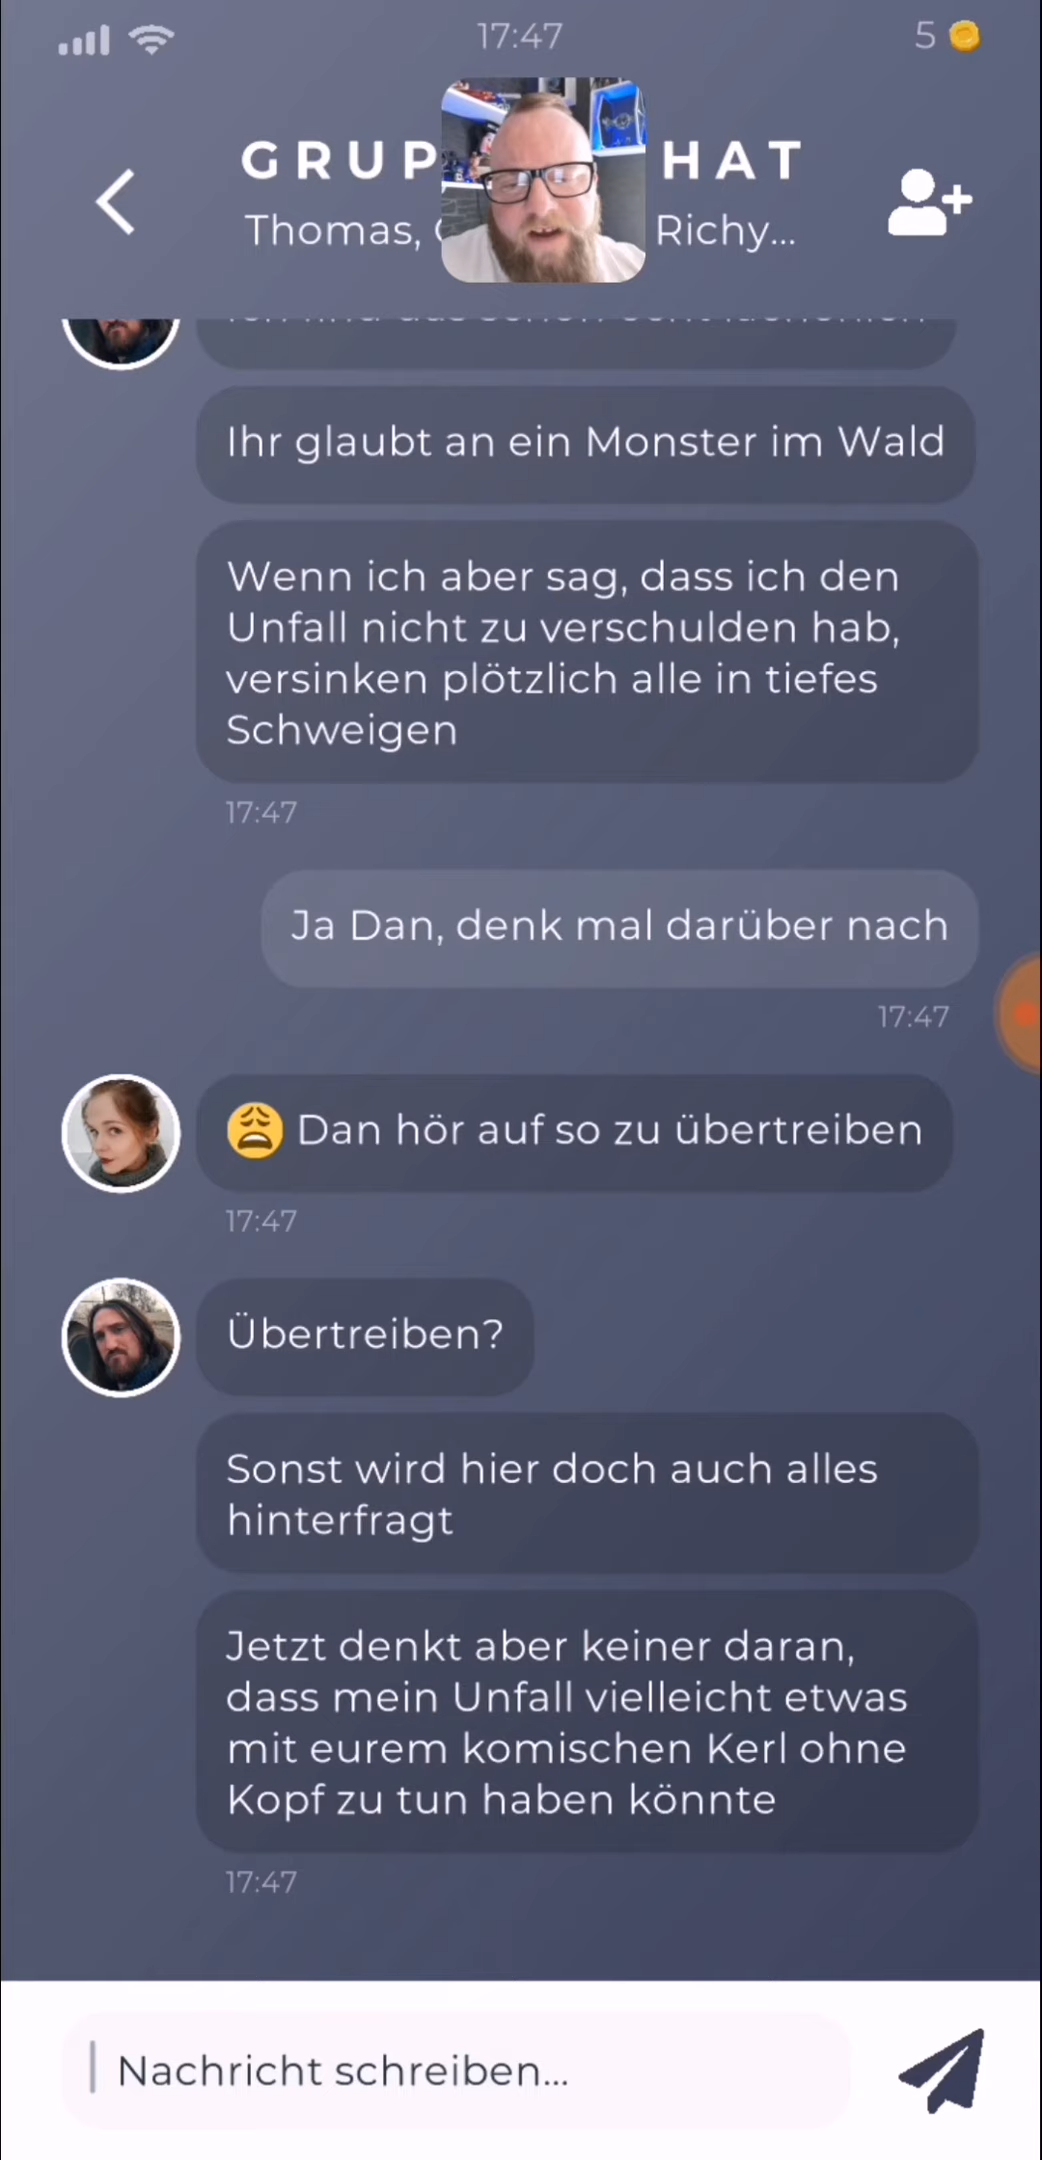 17:47
5
GRUP HAT
Thomas, Richy...
Ihr glaubt an ein Monster im Wald
Wenn ich aber sag, dass ich den
Unfall nicht zu verschulden hab,
versinken plötzlich alle in tiefes
Schweigen
17:47
Ja Dan, denk mal darüber nach
17:47
😩 Dan hör auf so zu übertreiben
17:47
Übertreiben?
Sonst wird hier doch auch alles
hinterfragt
Jetzt denkt aber keiner daran,
dass mein Unfall vielleicht etwas
mit eurem komischen Kerl ohne
Kopf zu tun haben könnte
17:47
Nachricht schreiben...